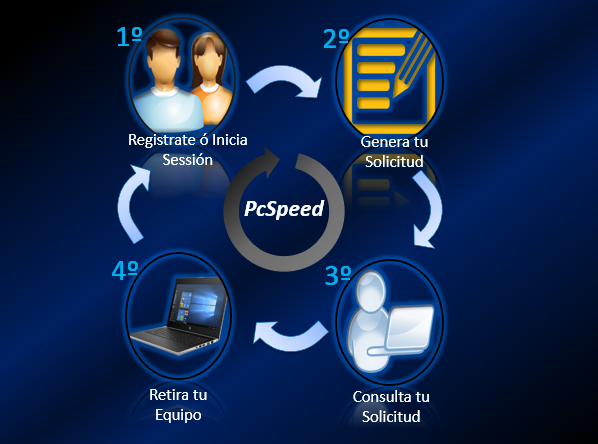 1º
Registrate ó Inicia
Sessión
2º
Genera tu
Solicitud
PcSpeed
3º
Consulta tu
Solicitud
4º
Retira tu
Equipo